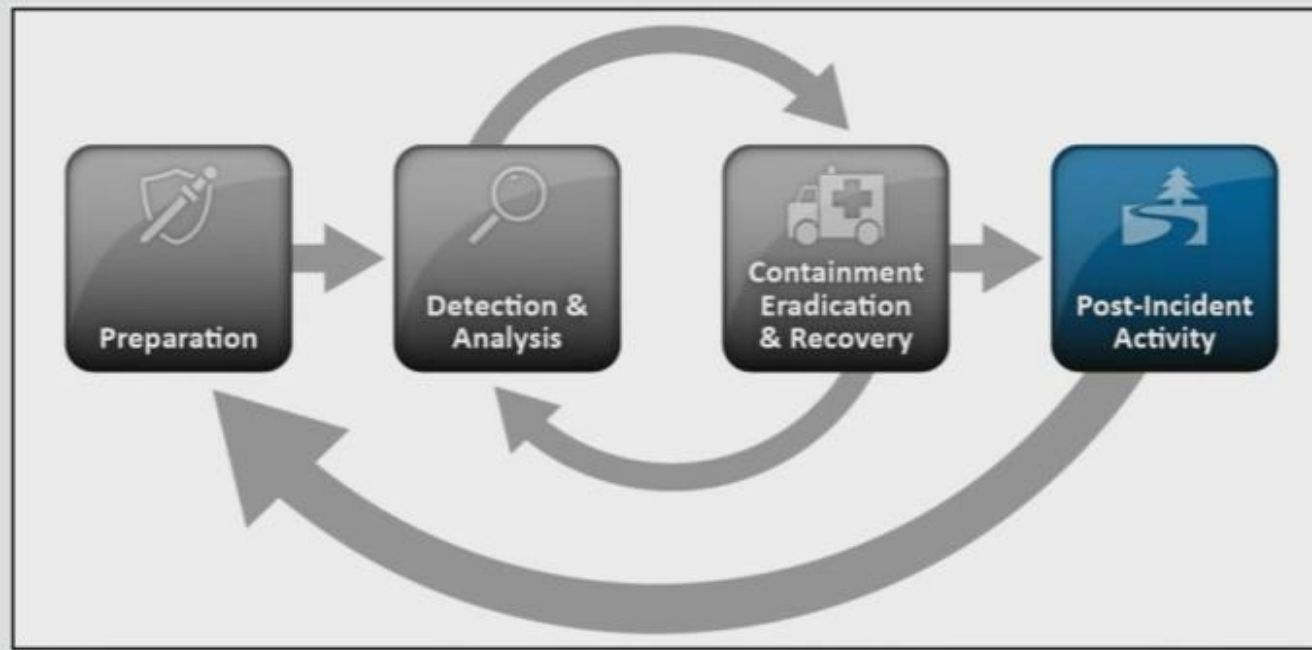 Preparation
Detection &
Analysis
Containment
Eradication
& Recovery
Post-Incident
Activity